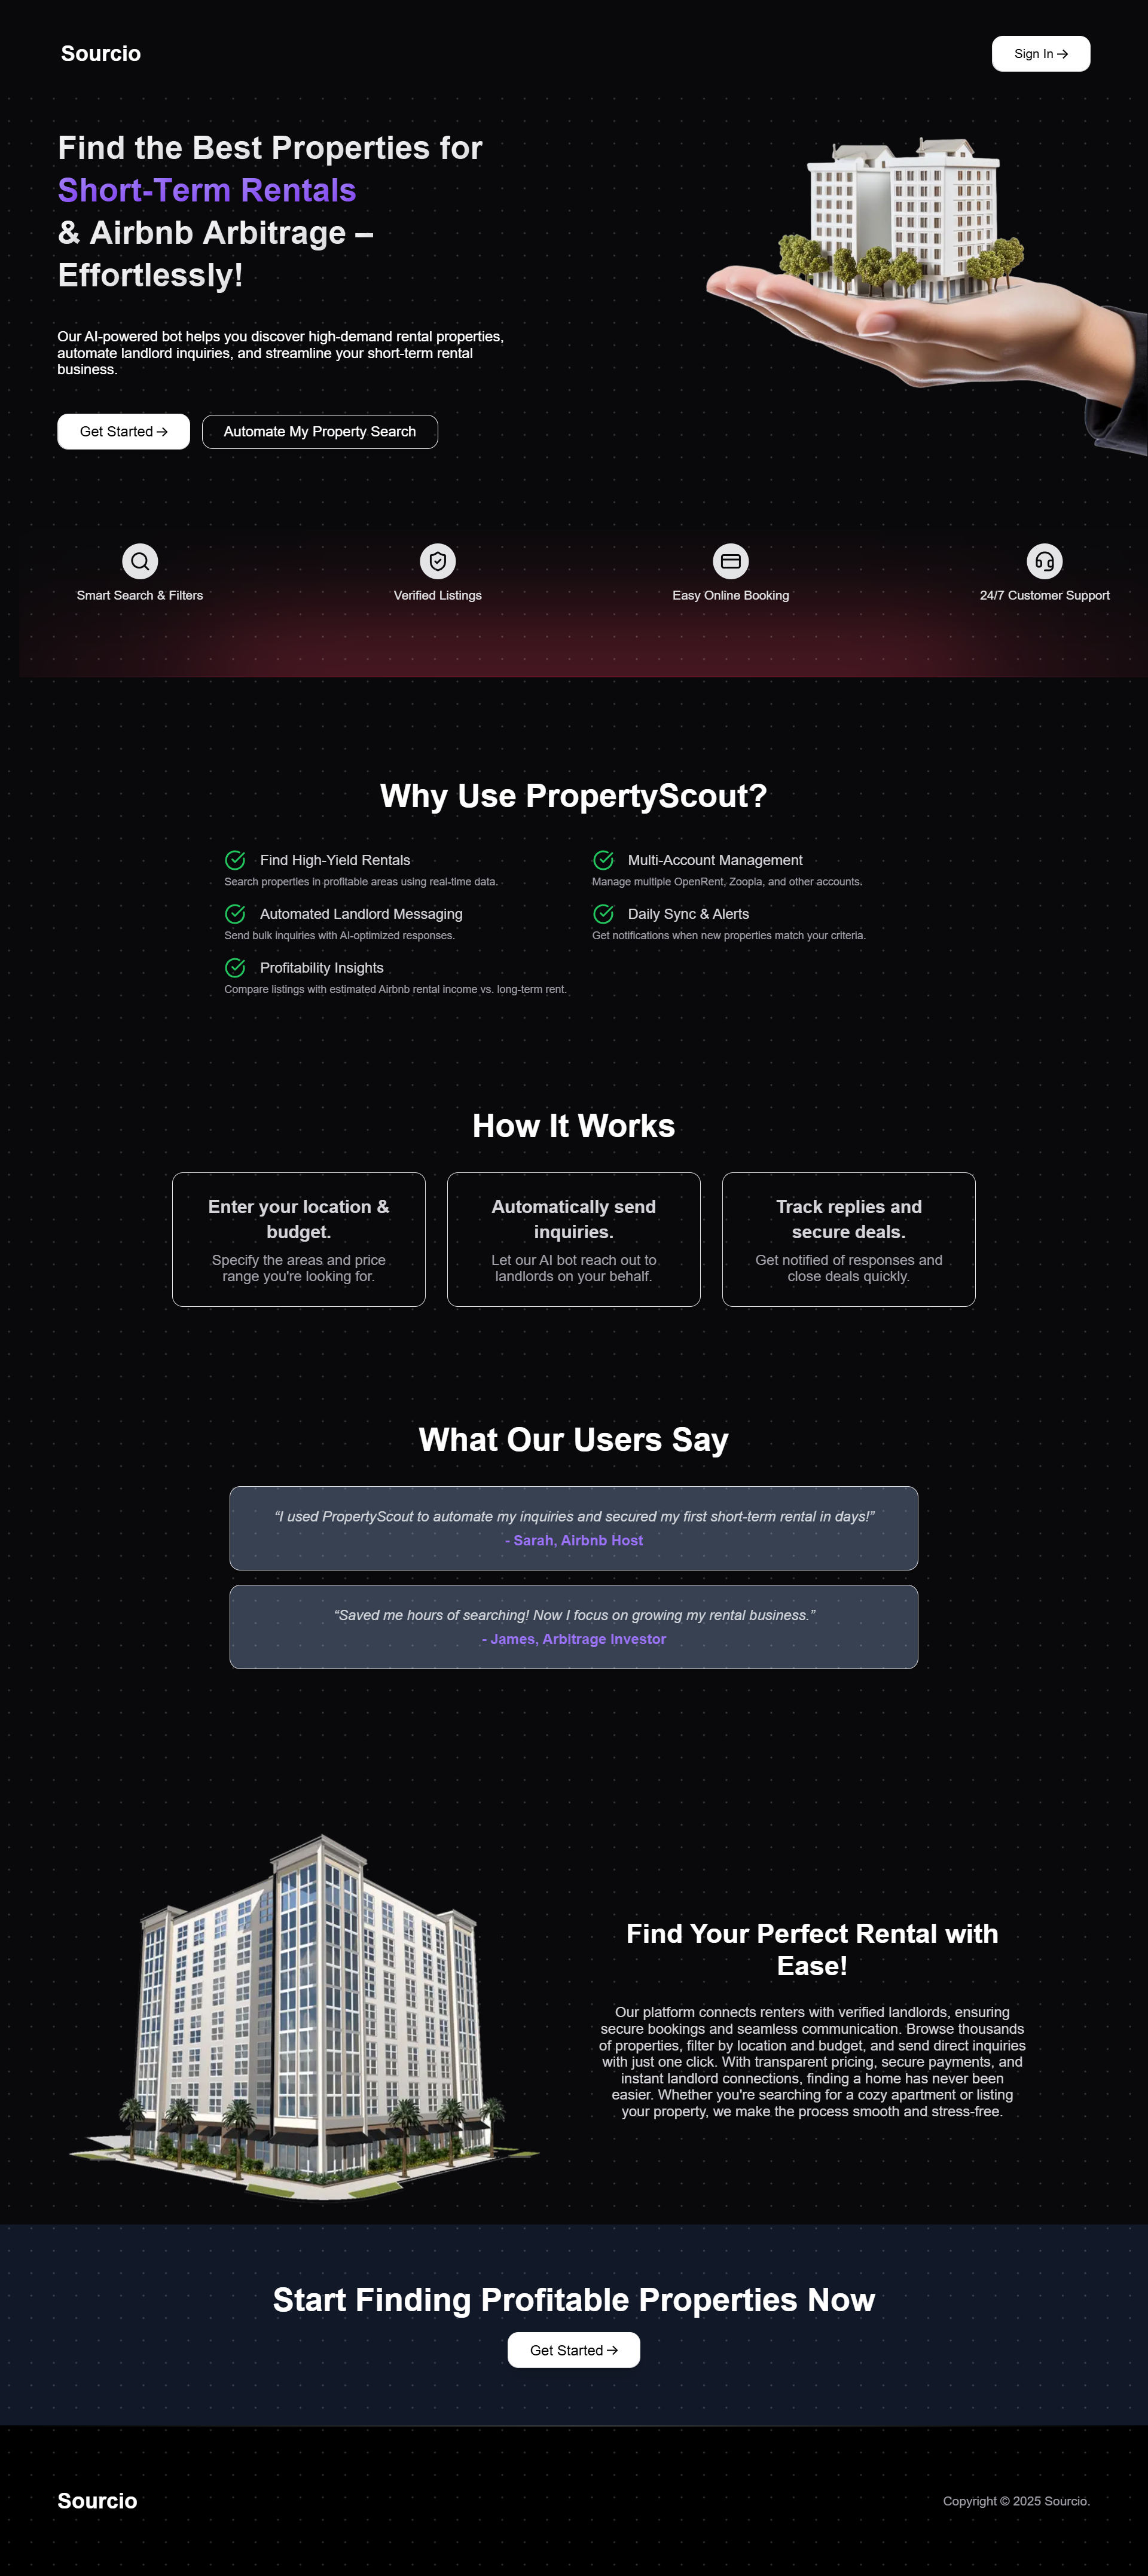 Sourcio
Sign In →
Find the Best Properties for
Short-Term Rentals
& Airbnb Arbitrage –
Effortlessly!
Our AI-powered bot helps you discover high-demand rental properties,
automate landlord inquiries, and streamline your short-term rental
business.
Get Started →
Automate My Property Search
Smart Search & Filters
Verified Listings
Easy Online Booking
24/7 Customer Support
Why Use PropertyScout?
Find High-Yield Rentals
Search properties in profitable areas using real-time data.
Multi-Account Management
Manage multiple OpenRent, Zoopla, and other accounts.
Automated Landlord Messaging
Send bulk inquiries with AI-optimized responses.
Daily Sync & Alerts
Get notifications when new properties match your criteria.
Profitability Insights
Compare listings with estimated Airbnb rental income vs. long-term rent.
How It Works
Enter your location &
budget.
Specify the areas and price
range you're looking for.
Automatically send
inquiries.
Let our AI bot reach out to
landlords on your behalf.
Track replies and
secure deals.
Get notified of responses and
close deals quickly.
What Our Users Say
“I used PropertyScout to automate my inquiries and secured my first short-term rental in days!”
- Sarah, Airbnb Host
“Saved me hours of searching! Now I focus on growing my rental business.”
- James, Arbitrage Investor
Find Your Perfect Rental with
Ease!
Our platform connects renters with verified landlords, ensuring
secure bookings and seamless communication. Browse thousands
of properties, filter by location and budget, and send direct inquiries
with just one click. With transparent pricing, secure payments, and
instant landlord connections, finding a home has never been
easier. Whether you're searching for a cozy apartment or listing
your property, we make the process smooth and stress-free.
Start Finding Profitable Properties Now
Get Started →
Sourcio
Copyright © 2025 Sourcio.